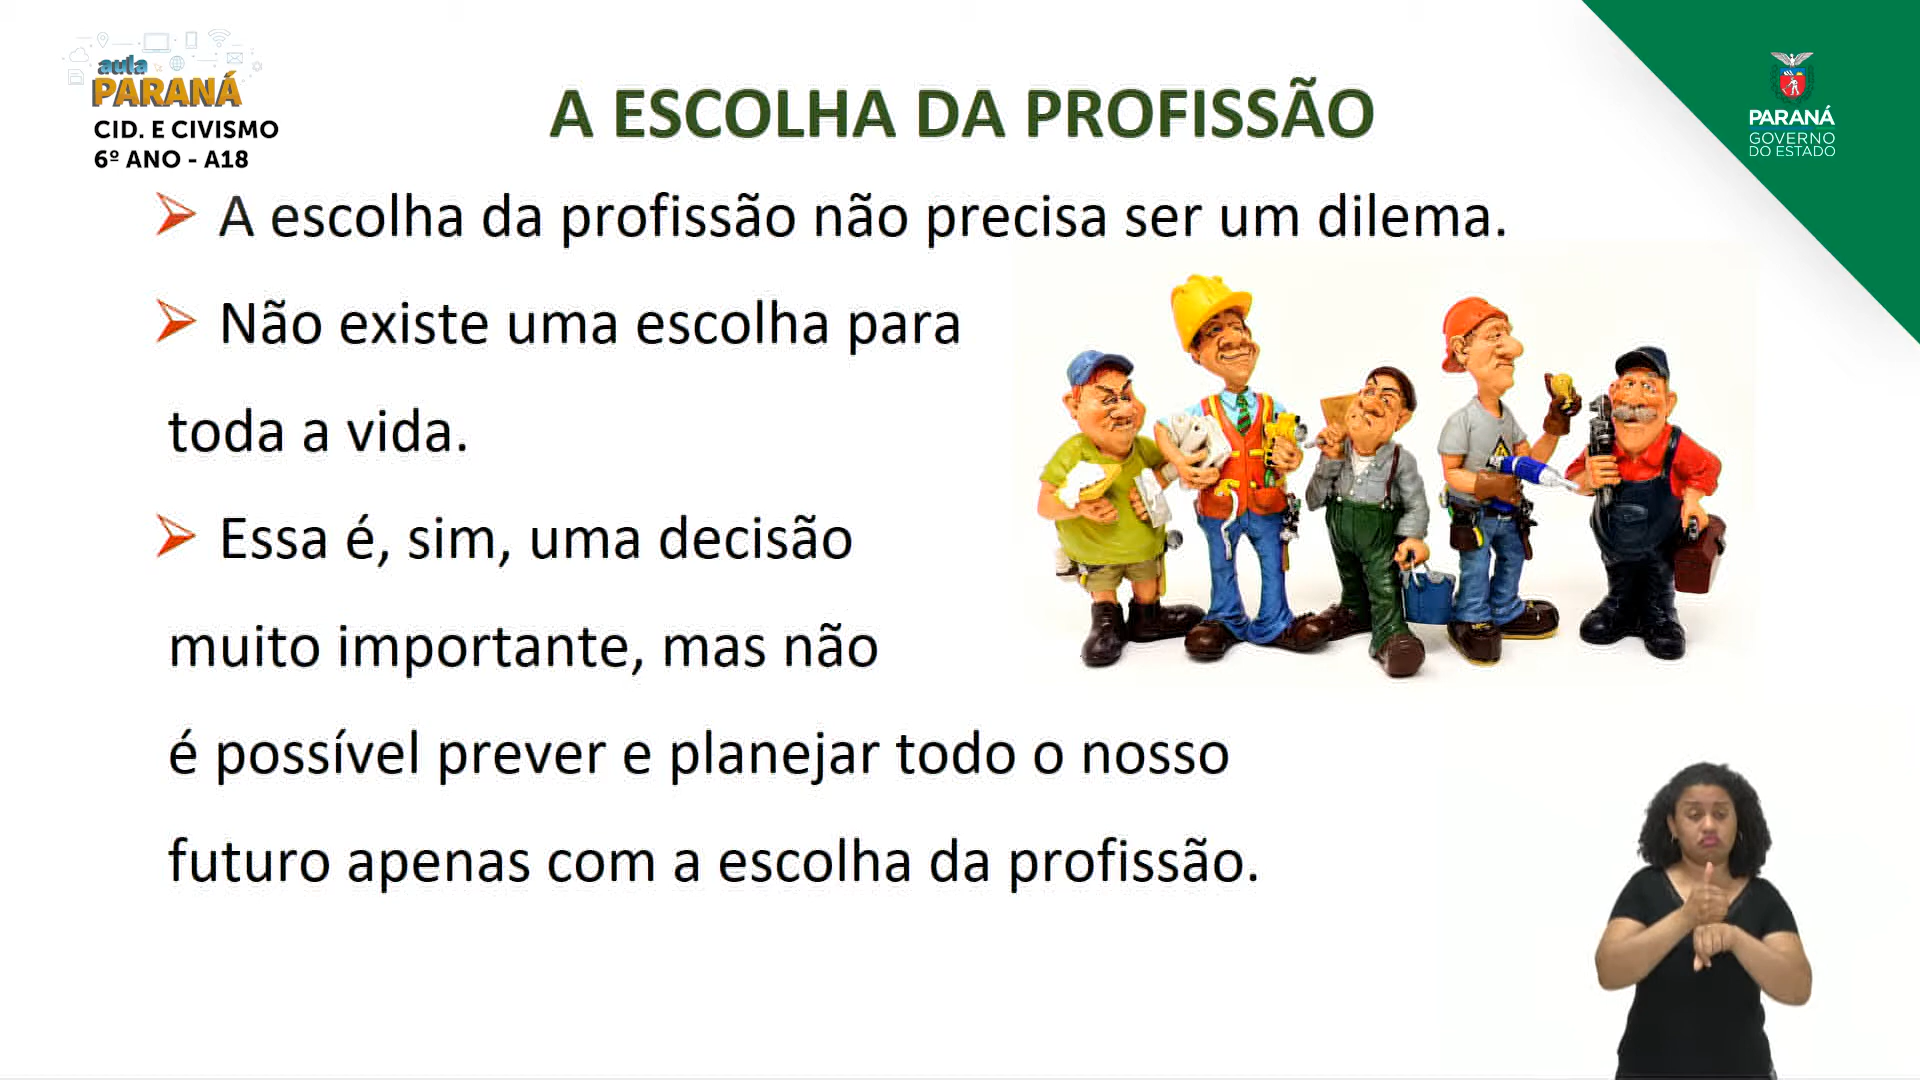 aula
PARANÁ
CID. E CIVISMO
6º ANO - A18
A ESCOLHA DA PROFISSÃO
PARANÁ
GOVERNO
DO ESTADO
A escolha da profissão não precisa ser um dilema.
Não existe uma escolha para
toda a vida.
Essa é, sim, uma decisão
muito importante, mas não
é possível prever e planejar todo o nosso
futuro apenas com a escolha da profissão.